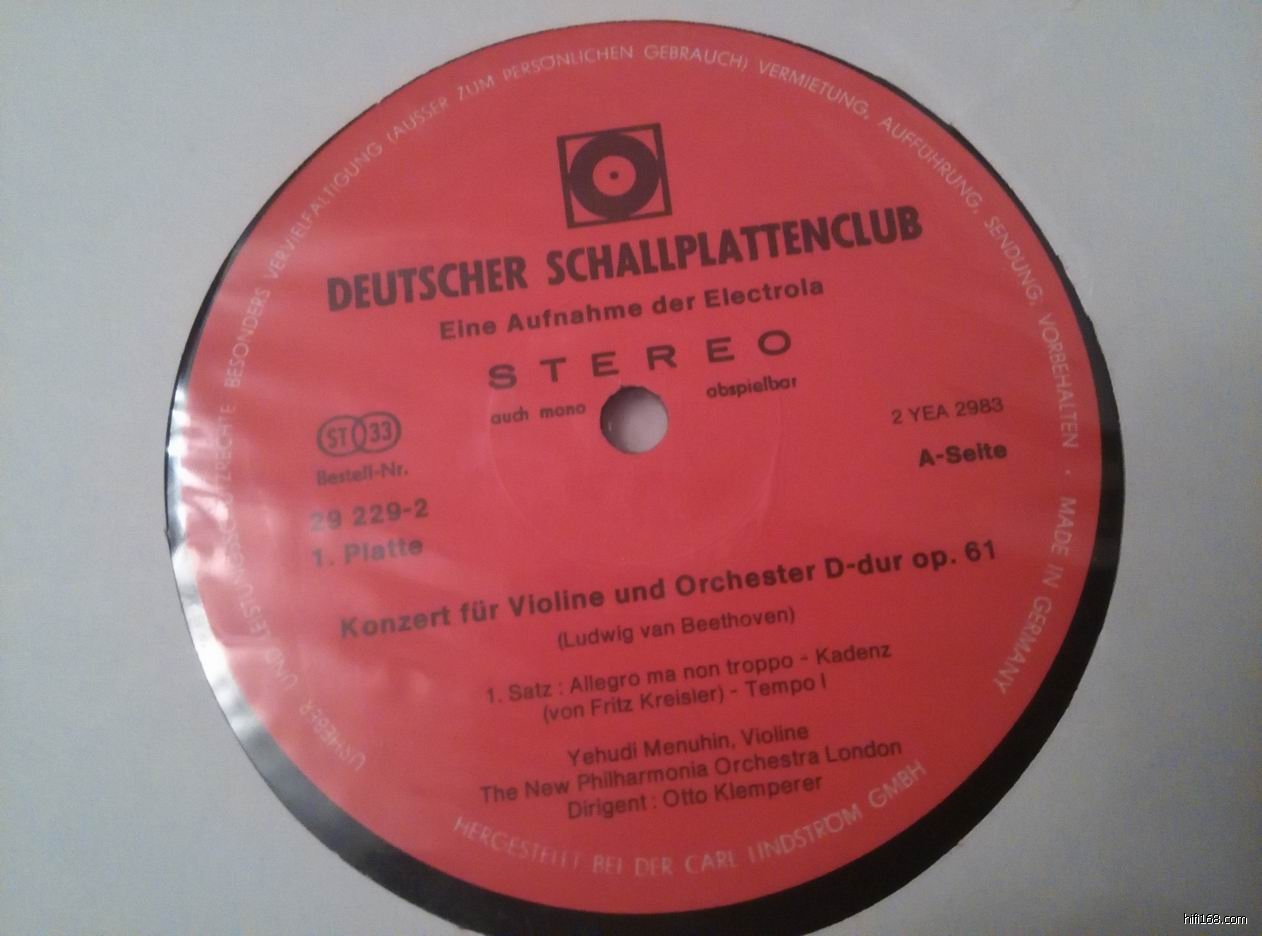 URHEBER UND LEISTUNGSSCHUTZRECHTE BESONDERS VERVIELFÄLTIGUNG (AUSSER ZUM PERSÖNLICHEN GEBRAUCH) VERMIETUNG, AUFFÜHRUNG, SENDUNG, VORBEHALTEN · MADE IN GERMANY
DEUTSCHER SCHALLPLATTENCLUB
Eine Aufnahme der Electrola
STEREO
auch mono abspielbar
ST 33
Bestell-Nr.
29 229-2
1. Platte
2 YEA 2983
A-Seite
Konzert für Violine und Orchester D-dur op. 61
(Ludwig van Beethoven)
1. Satz : Allegro ma non troppo - Kadenz
(von Fritz Kreisler) - Tempo I
Yehudi Menuhin, Violine
The New Philharmonia Orchestra London
Dirigent : Otto Klemperer
HERGESTELLT BEI DER CARL LINDSTRÖM GMBH
hifi168.com